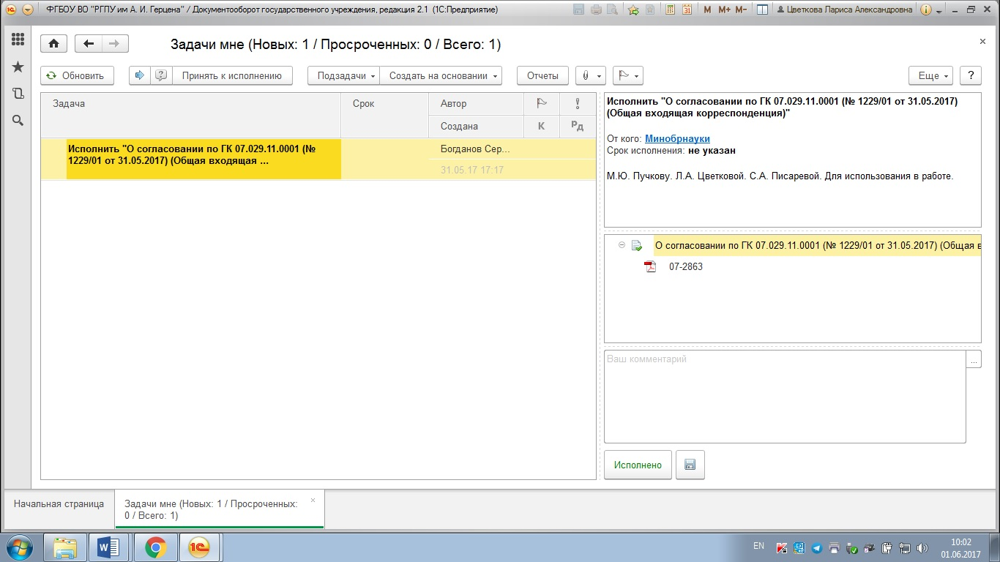 ФГБОУ ВО "РГПУ им А. И. Герцена" / Документооборот государственного учреждения, редакция 2.1 (1С:Предприятие)
M M+ M-
31
Цветкова Лариса Александровна
Задачи мне (Новых: 1 / Просроченных: 0 / Всего: 1)
Обновить
?
Принять к исполнению
Подзадачи
Создать на основании
Отчеты
Еще
?
Задача
Срок
Автор
!
Создана
К
Рд
Исполнить "О согласовании по ГК 07.029.11.0001 (№
1229/01 от 31.05.2017) (Общая входящая ...
Богданов Сер...
31.05.17 17:17
Исполнить "О согласовании по ГК 07.029.11.0001 (№ 1229/01 от 31.05.2017)
(Общая входящая корреспонденция)"
От кого: Минобрнауки
Срок исполнения: не указан
М.Ю. Пучкову. Л.А. Цветковой. С.А. Писаревой. Для использования в работе.
О согласовании по ГК 07.029.11.0001 (№ 1229/01 от 31.05.2017) (Общая в
07-2863
Ваш комментарий
...
Исполнено
Начальная страница
Задачи мне (Новых: 1 / Просроченных:
0 / Всего: 1)
EN
10:02
01.06.2017